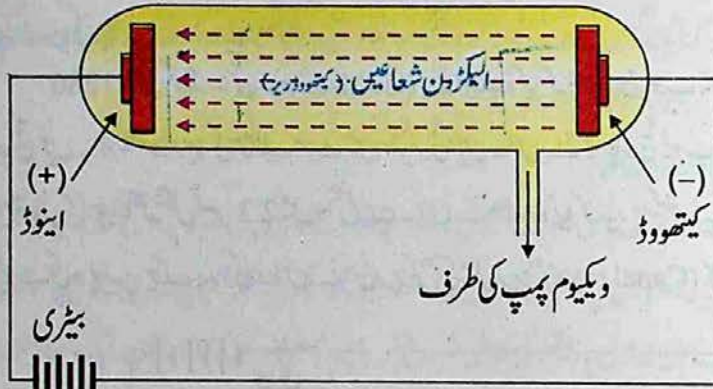 الیکٹرون شعاعیں (کیتھوڈ ریز)
(+)
اینوڈ
(−)
کیتھوڈ
ویکیوم پمپ کی طرف
بیٹری